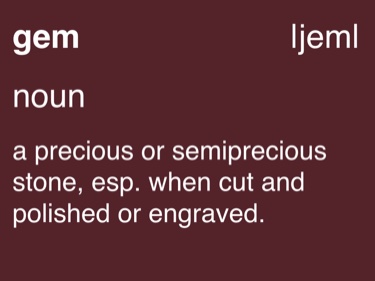 gem ljeml
noun
a precious or semiprecious
stone, esp. when cut and
polished or engraved.